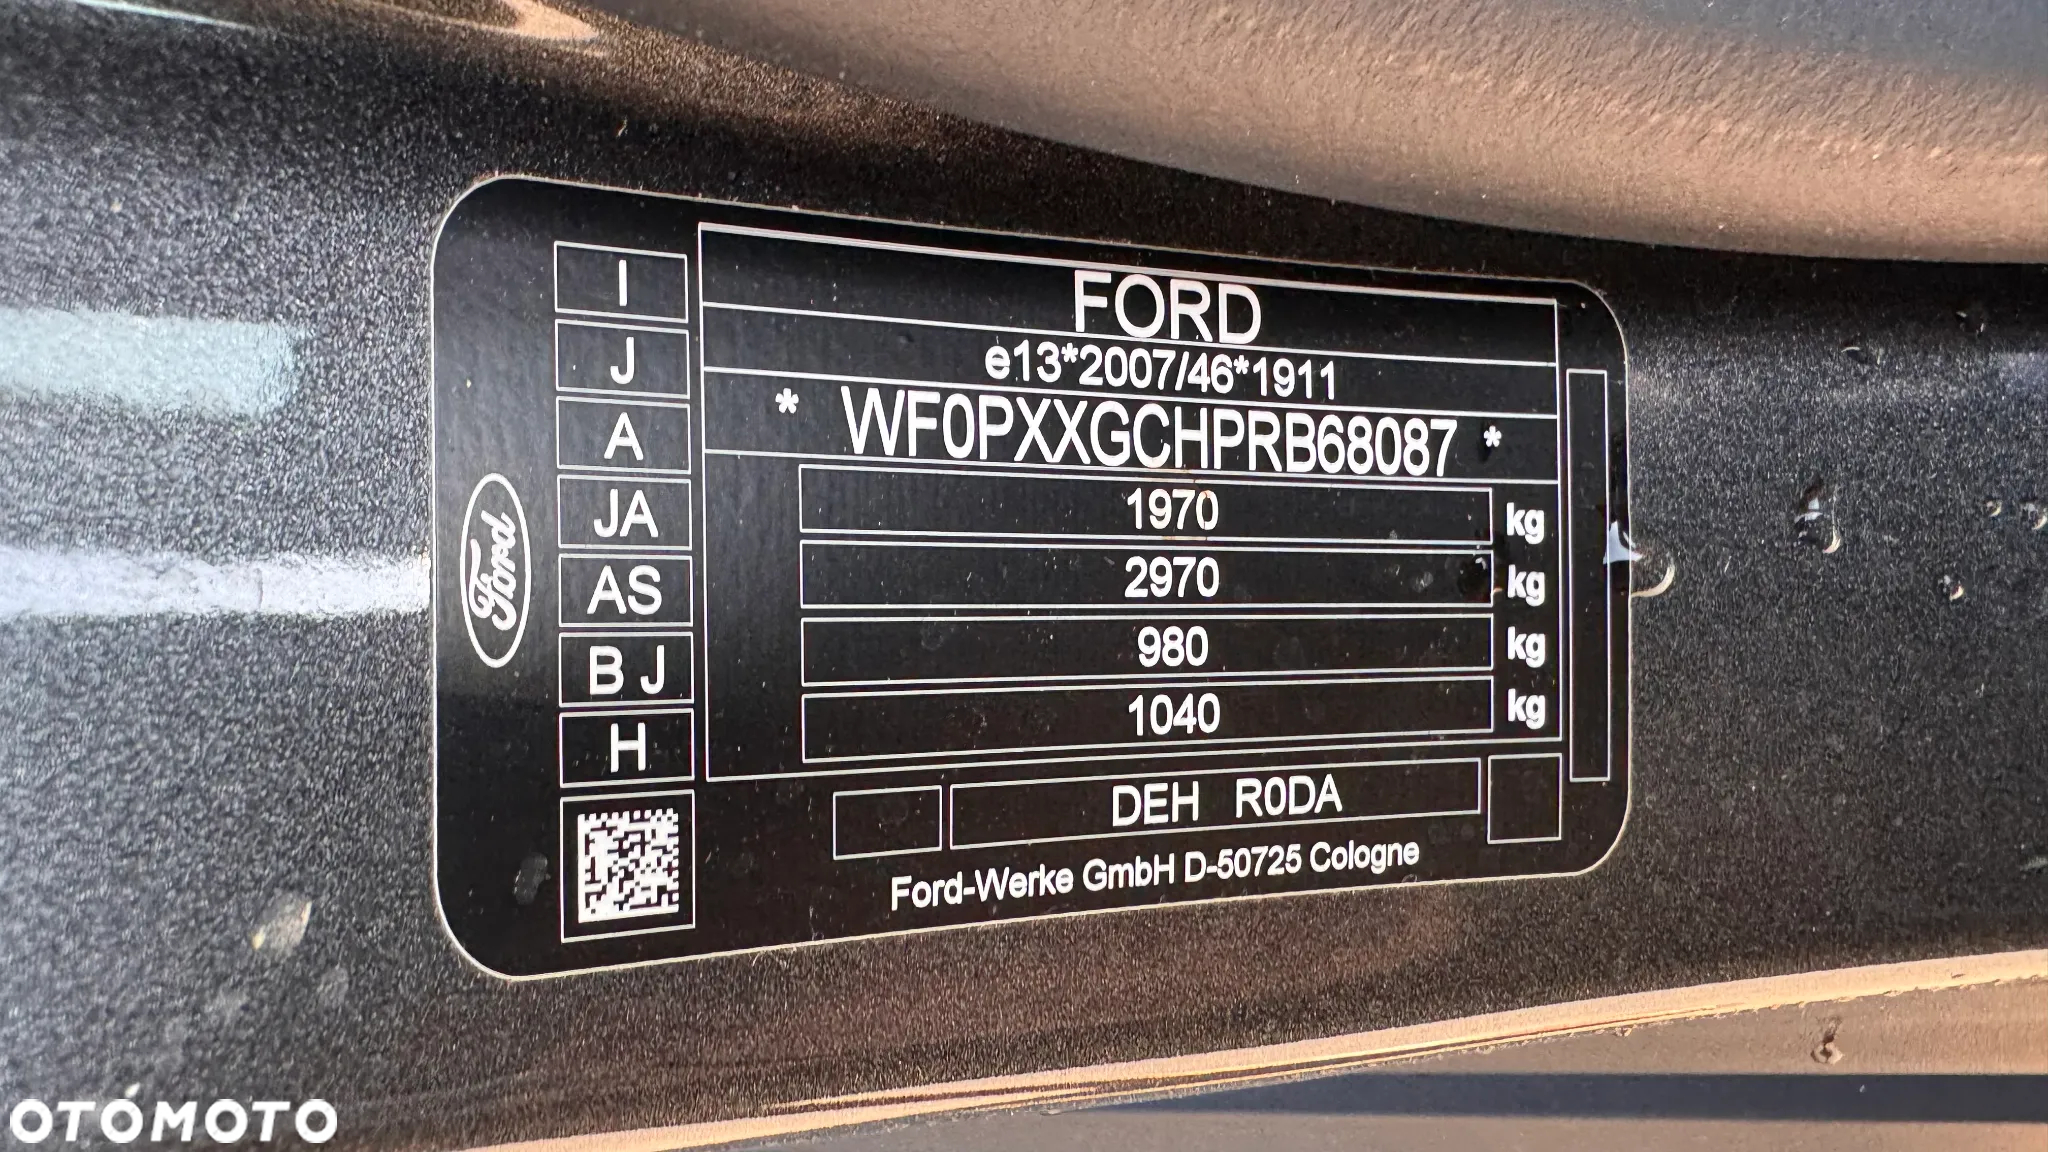 I
J
A
JA
AS
B J
H
Ford
FORD
e13*2007/46*1911
* WF0PXXGCHPRB68087 *
1970 kg
2970 kg
980 kg
1040 kg
DEH R0DA
Ford-Werke GmbH D-50725 Cologne
OTOMOTO